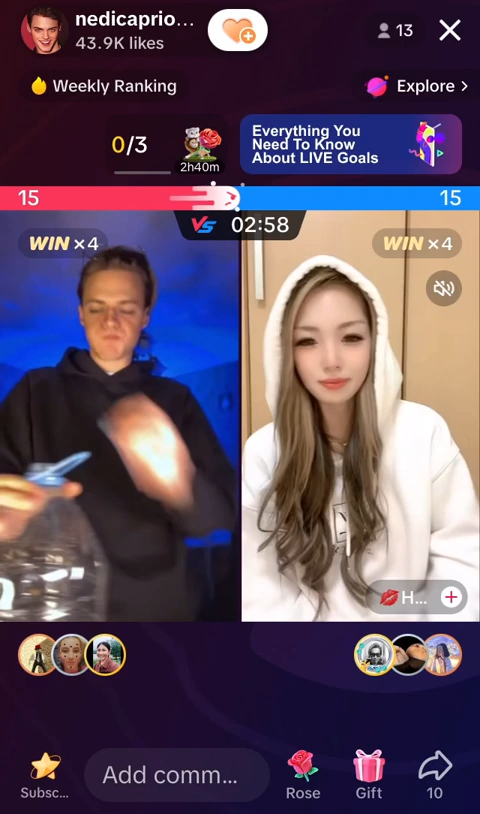 nedicaprio...
43.9K likes
13
Weekly Ranking
Explore >
0/3
2h40m
Everything You
Need To Know
About LIVE Goals
15
15
VS 02:58
WIN ×4
WIN ×4
💋H...
Subsc...
Add comm...
Rose
Gift
10